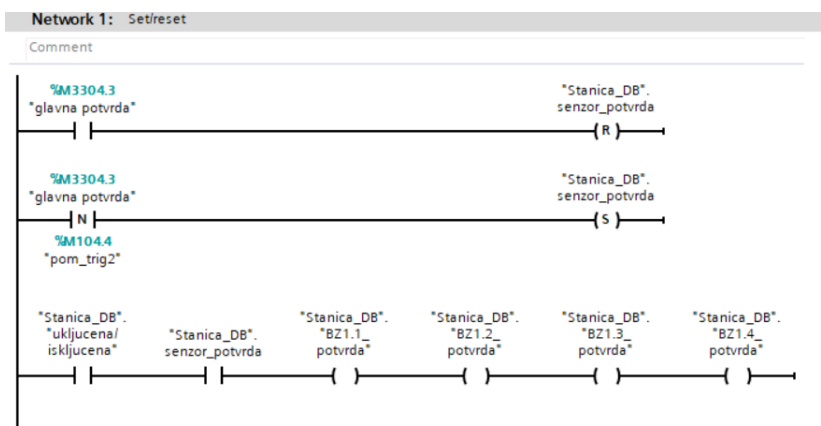 Network 1: Set/reset
Comment
%M3304.3
"glavna potvrda"
"Stanica_DB".
senzor_potvrda
R
%M3304.3
"glavna potvrda"
N
%M104.4
"pom_trig2"
"Stanica_DB".
senzor_potvrda
S
"Stanica_DB".
"ukljucena/
iskljucena"
"Stanica_DB".
senzor_potvrda
"Stanica_DB".
"BZ1.1_
potvrda"
"Stanica_DB".
"BZ1.2_
potvrda"
"Stanica_DB".
"BZ1.3_
potvrda"
"Stanica_DB".
"BZ1.4_
potvrda"